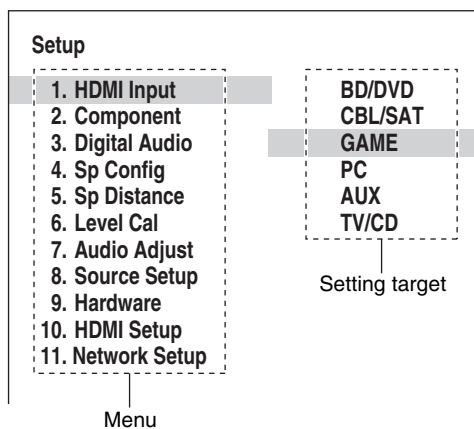 Setup
1. HDMI Input
2. Component
3. Digital Audio
4. Sp Config
5. Sp Distance
6. Level Cal
7. Audio Adjust
8. Source Setup
9. Hardware
10. HDMI Setup
11. Network Setup
Menu
BD/DVD
CBL/SAT
GAME
PC
AUX
TV/CD
Setting target